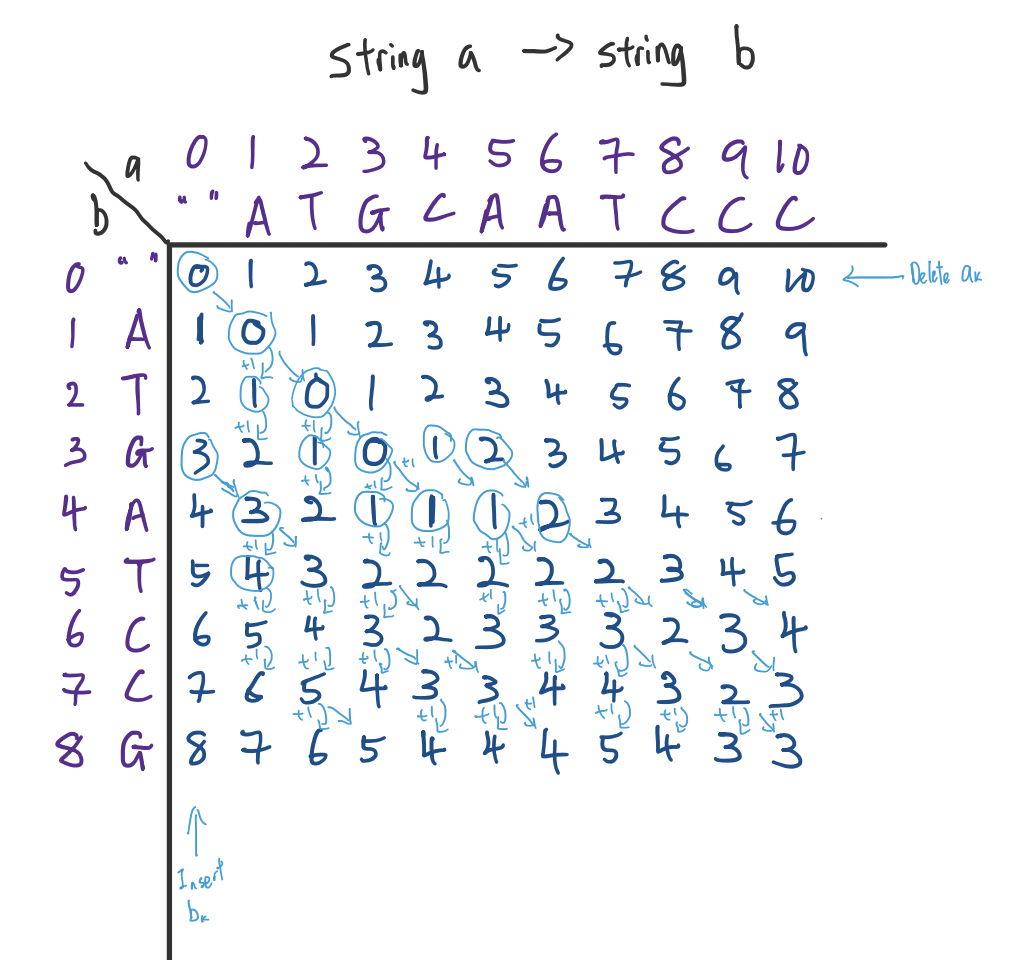 string a → string b
a 0 1 2 3 4 5 6 7 8 9 10
b " " A T G C A A T C C C
0 " " 0 1 2 3 4 5 6 7 8 9 10 ← Delete aₖ
1 A 1 0 1 2 3 4 5 6 7 8 9
+1
2 T 2 1 0 1 2 3 4 5 6 7 8
+1 +1
3 G 3 2 1 0 1 2 3 4 5 6 7
+1 +1 +1
4 A 4 3 2 1 1 1 2 3 4 5 6
+1 +1 +1 +1 +1
5 T 5 4 3 2 2 2 2 2 3 4 5
+1 +1 +1 +1 +1 +1
6 C 6 5 4 3 2 3 3 3 2 3 4
+1 +1 +1 +1 +1 +1
7 C 7 6 5 4 3 3 4 4 3 2 3
+1 +1 +1 +1 +1 +1 +1 +1
8 G 8 7 6 5 4 4 4 5 4 3 3
↑
Insert
bₖ